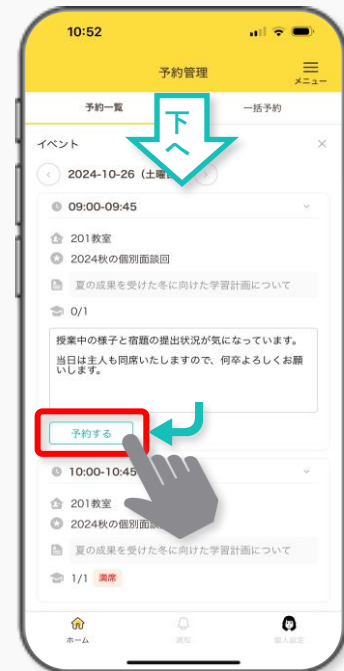 10:52
予約管理
メニュー
予約一覧
一括予約
下
へ
イベント
2024-10-26（土曜日）
09:00-09:45
201教室
2024秋の個別面談回
夏の成果を受けた冬に向けた学習計画について
0/1
授業中の様子と宿題の提出状況が気になっています。
当日は主人も同席いたしますので、何卒よろしくお願
いします。
予約する
10:00-10:45
201教室
2024秋の個別面談
夏の成果を受けた冬に向けた学習計画について
1/1 満席
ホーム
通知
個人設定